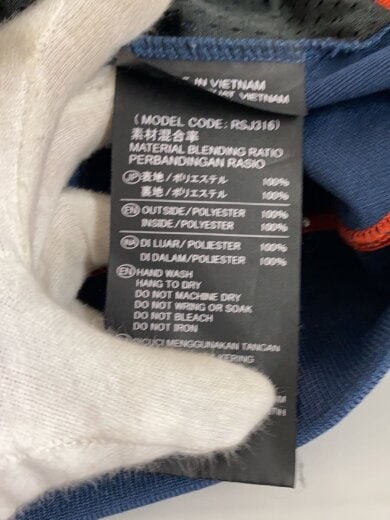 IN VIETNAM
VIETNAM
(MODEL CODE: RSJ316)
素材混合率
MATERIAL BLENDING RATIO
PERBANDINGAN RASIO
JP 表地/ポリエステル 100%
裏地/ポリエステル 100%
EN OUTSIDE/POLYESTER 100%
INSIDE/POLYESTER 100%
INA DI LUAR/POLIESTER 100%
DI DALAM/POLIESTER 100%
EN HAND WASH
HANG TO DRY
DO NOT MACHINE DRY
DO NOT WRING OR SOAK
DO NOT BLEACH
DO NOT IRON
DICUCI MENGGUNAKAN TANGAN
KERING